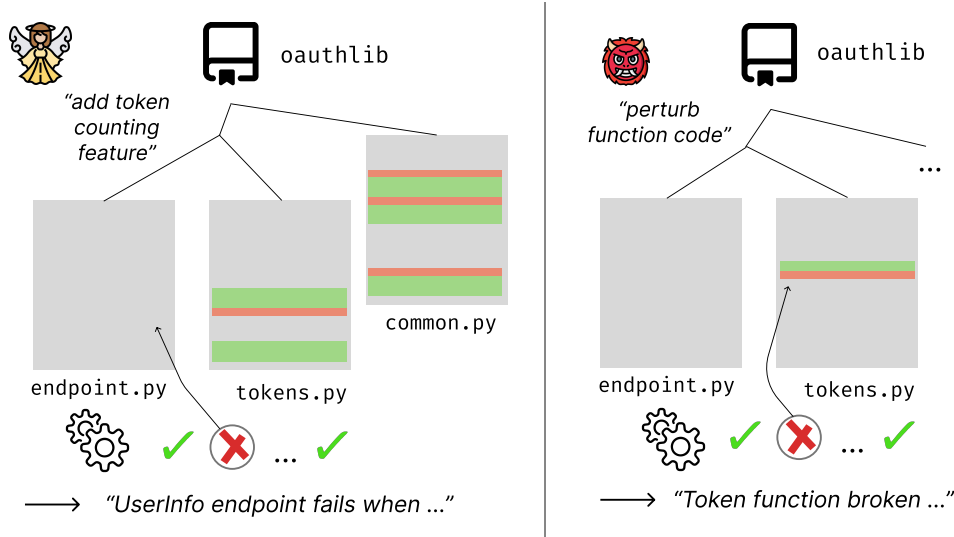 oauthlib
“add token
counting
feature”
common.py
endpoint.py
tokens.py
...
“UserInfo endpoint fails when ...”
oauthlib
“perturb
function code”
...
endpoint.py
tokens.py
...
“Token function broken ...”